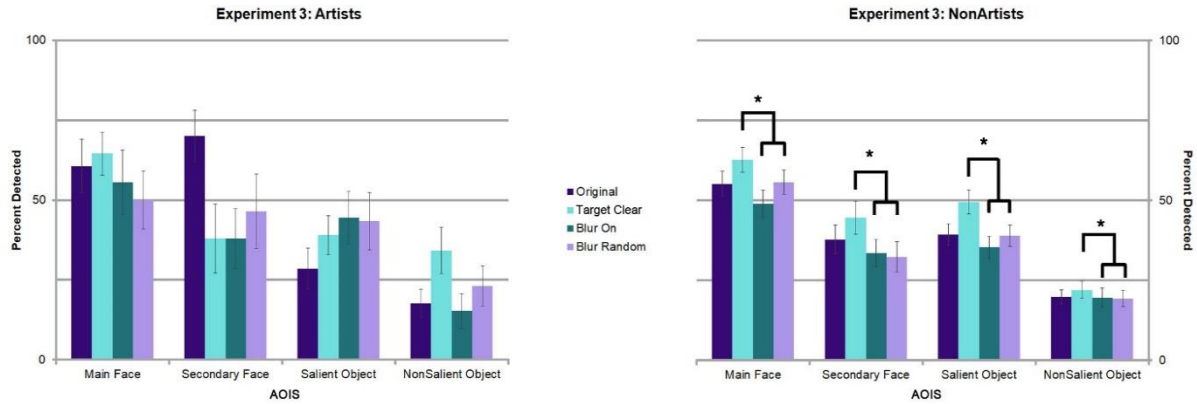 Experiment 3: Artists
100
50
0
Percent Detected
Main Face
Secondary Face
Salient Object
NonSalient Object
AOIS
Original
Target Clear
Blur On
Blur Random
Experiment 3: NonArtists
100
50
0
Percent Detected
*
*
*
*
Main Face
Secondary Face
Salient Object
NonSalient Object
AOIS